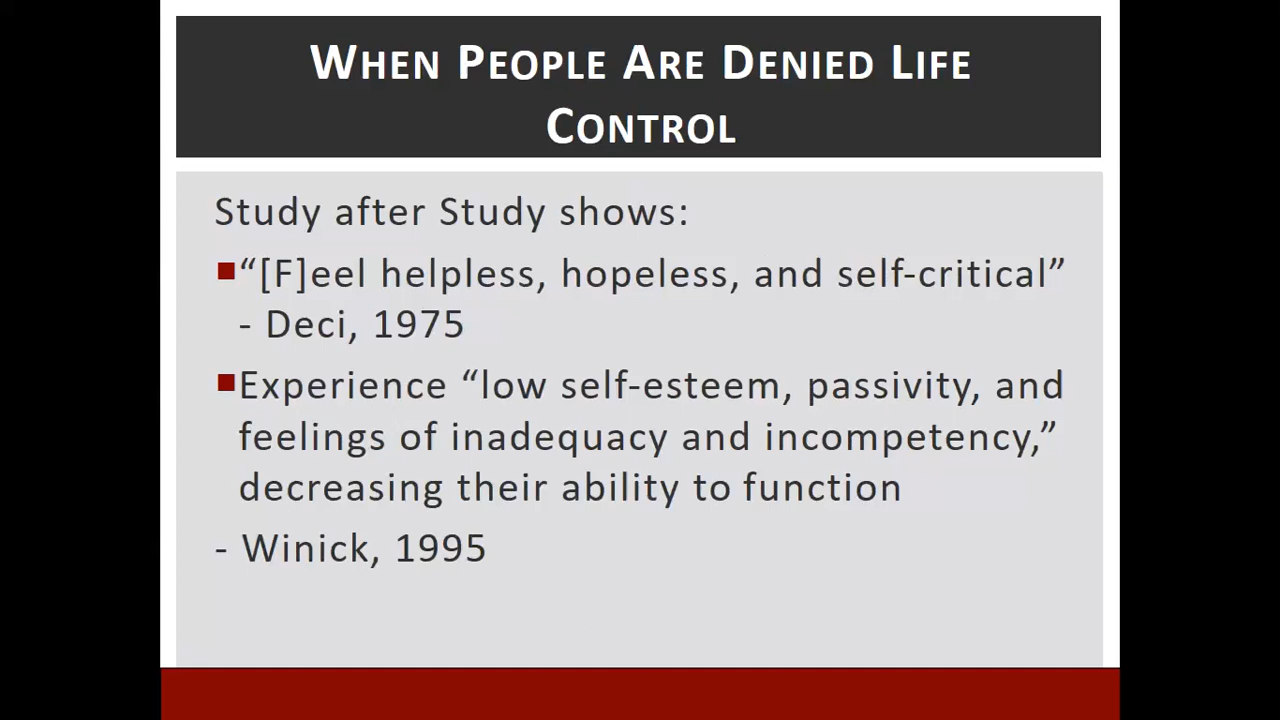 WHEN PEOPLE ARE DENIED LIFE
CONTROL
Study after Study shows:
▪“[F]eel helpless, hopeless, and self-critical”
- Deci, 1975
▪Experience “low self-esteem, passivity, and
feelings of inadequacy and incompetency,”
decreasing their ability to function
- Winick, 1995